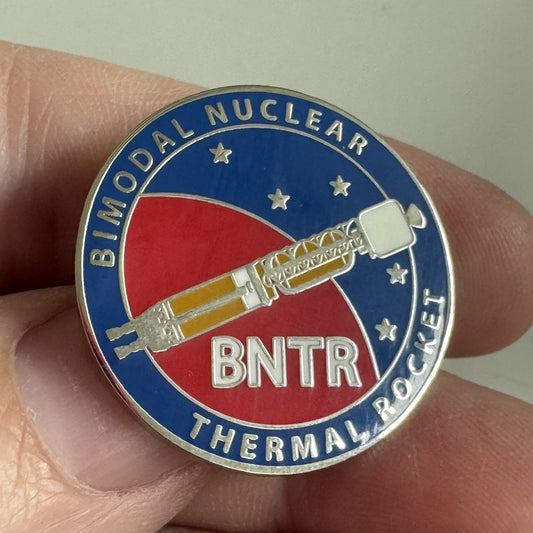 BIMODAL NUCLEAR
THERMAL ROCKET
BNTR